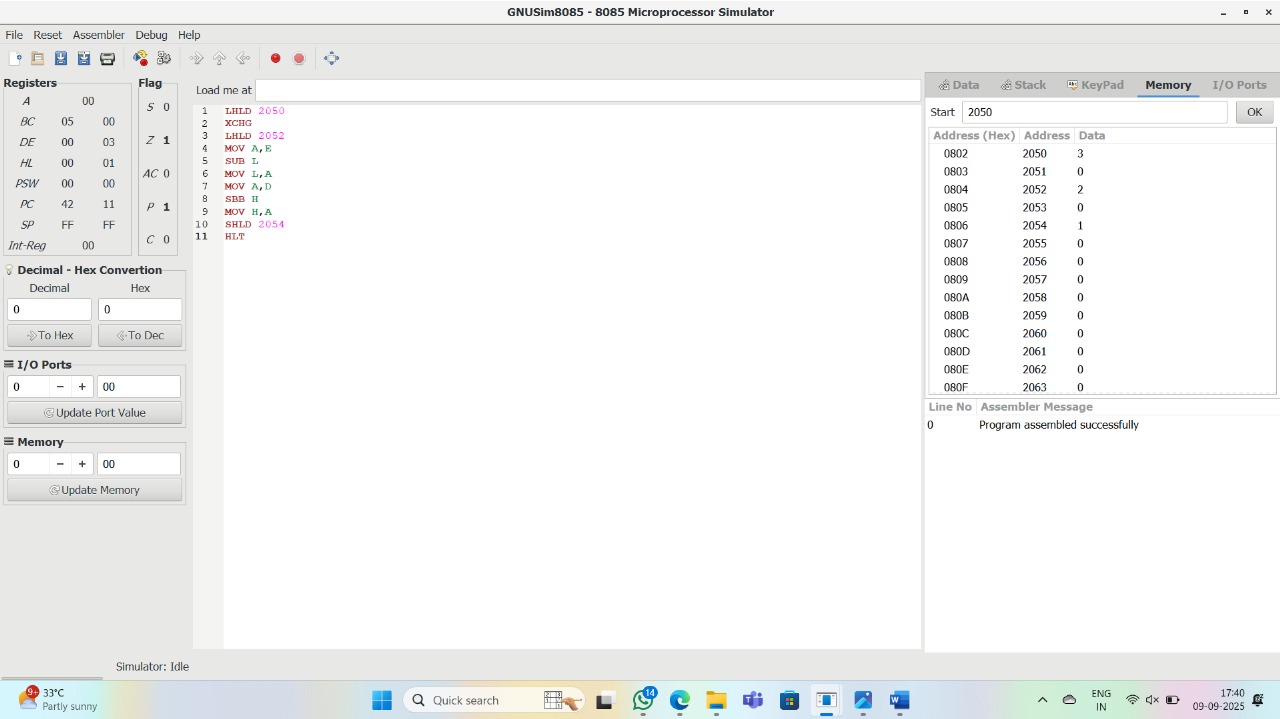 GNUSim8085 - 8085 Microprocessor Simulator
File Reset Assembler Debug Help
Registers
A 00
BC 05 00
DE 00 03
HL 00 01
PSW 00 00
PC 42 11
SP FF FF
Int-Reg 00
Flag
S 0
Z 1
AC 0
P 1
C 0
Decimal - Hex Convertion
Decimal Hex
0 0
To Hex To Dec
I/O Ports
0 − + 00
Update Port Value
Memory
0 − + 00
Update Memory
Load me at
1 LHLD 2050
2 XCHG
3 LHLD 2052
4 MOV A,E
5 SUB L
6 MOV L,A
7 MOV A,D
8 SBB H
9 MOV H,A
10 SHLD 2054
11 HLT
Data Stack KeyPad Memory I/O Ports
Start 2050 OK
Address (Hex) Address Data
0802 2050 3
0803 2051 0
0804 2052 2
0805 2053 0
0806 2054 1
0807 2055 0
0808 2056 0
0809 2057 0
080A 2058 0
080B 2059 0
080C 2060 0
080D 2061 0
080E 2062 0
080F 2063 0
Line No Assembler Message
0 Program assembled successfully
Simulator: Idle
9+ 33°C
Partly sunny
Quick search
14
ENG
IN
17:40
09-09-2025